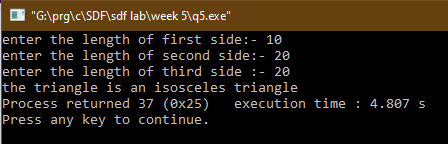 "G:\prg\c\SDF\sdf lab\week 5\q5.exe"
enter the length of first side:- 10
enter the length of second side:- 20
enter the length of third side :- 20
the triangle is an isosceles triangle
Process returned 37 (0x25)   execution time : 4.807 s
Press any key to continue.